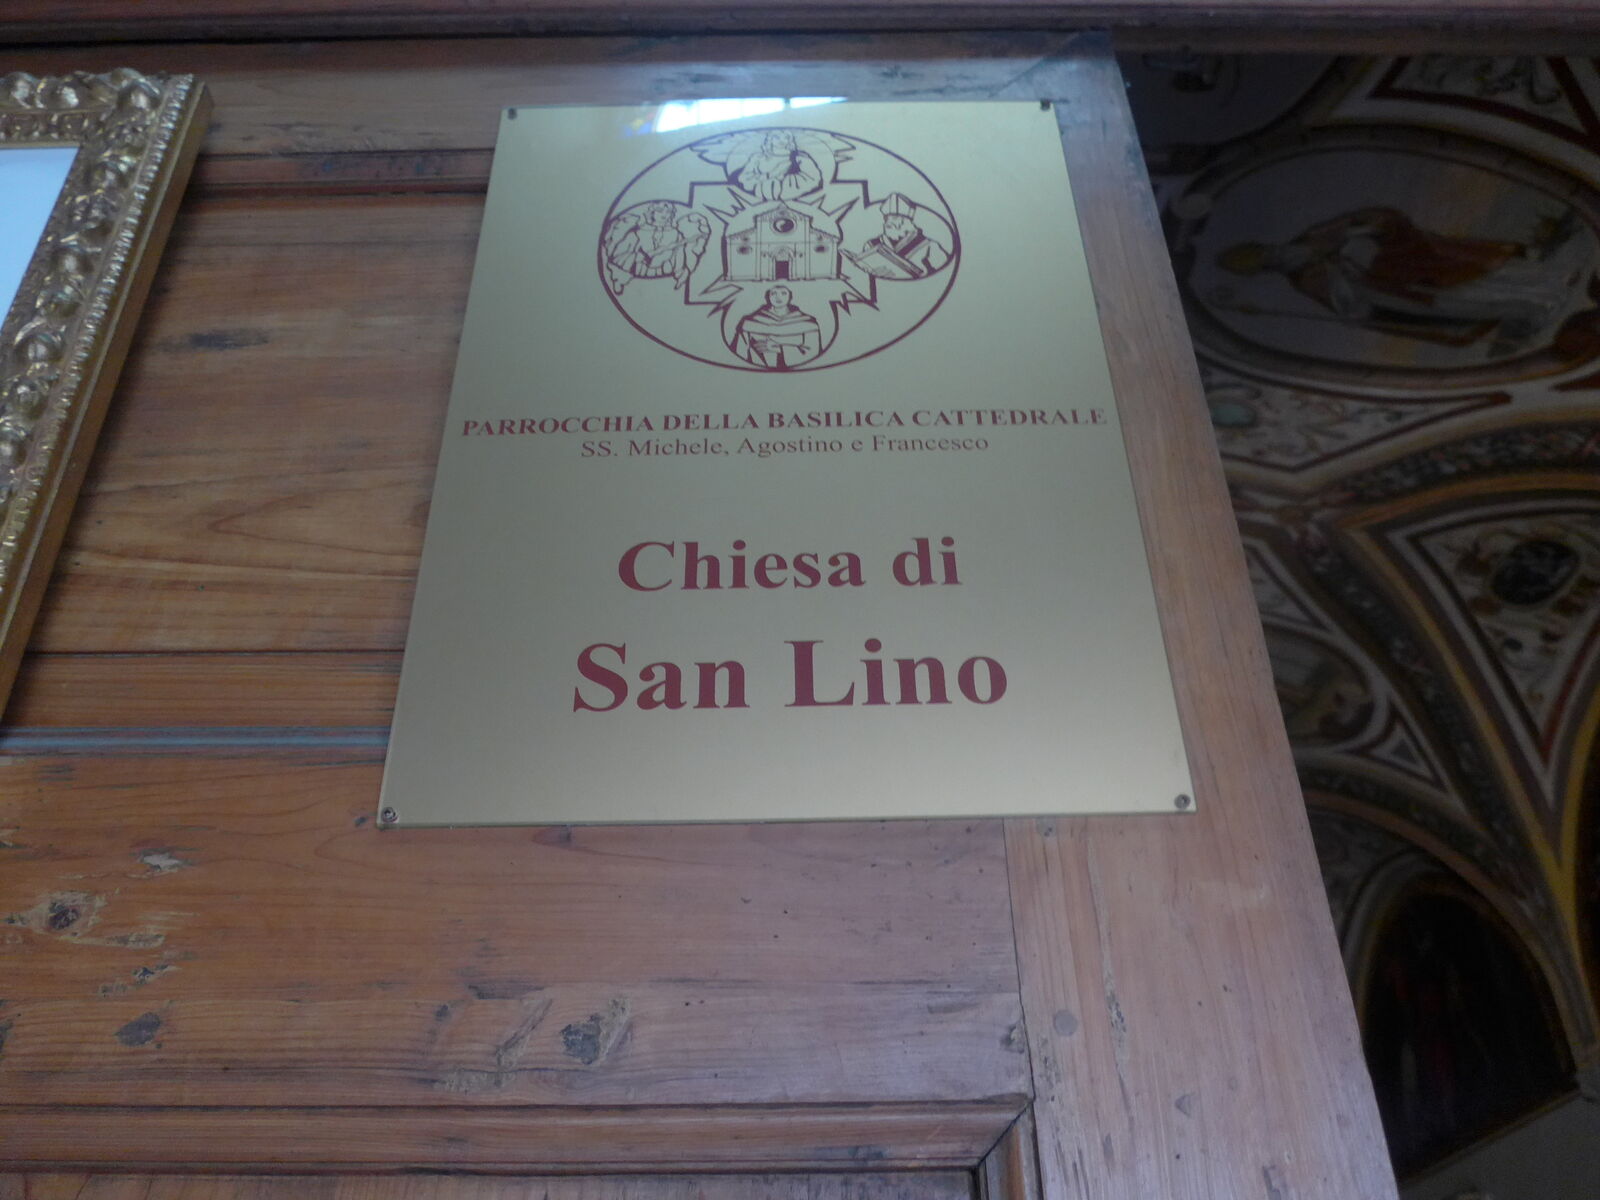 PARROCCHIA DELLA BASILICA CATTEDRALE
SS. Michele, Agostino e Francesco
Chiesa di
San Lino